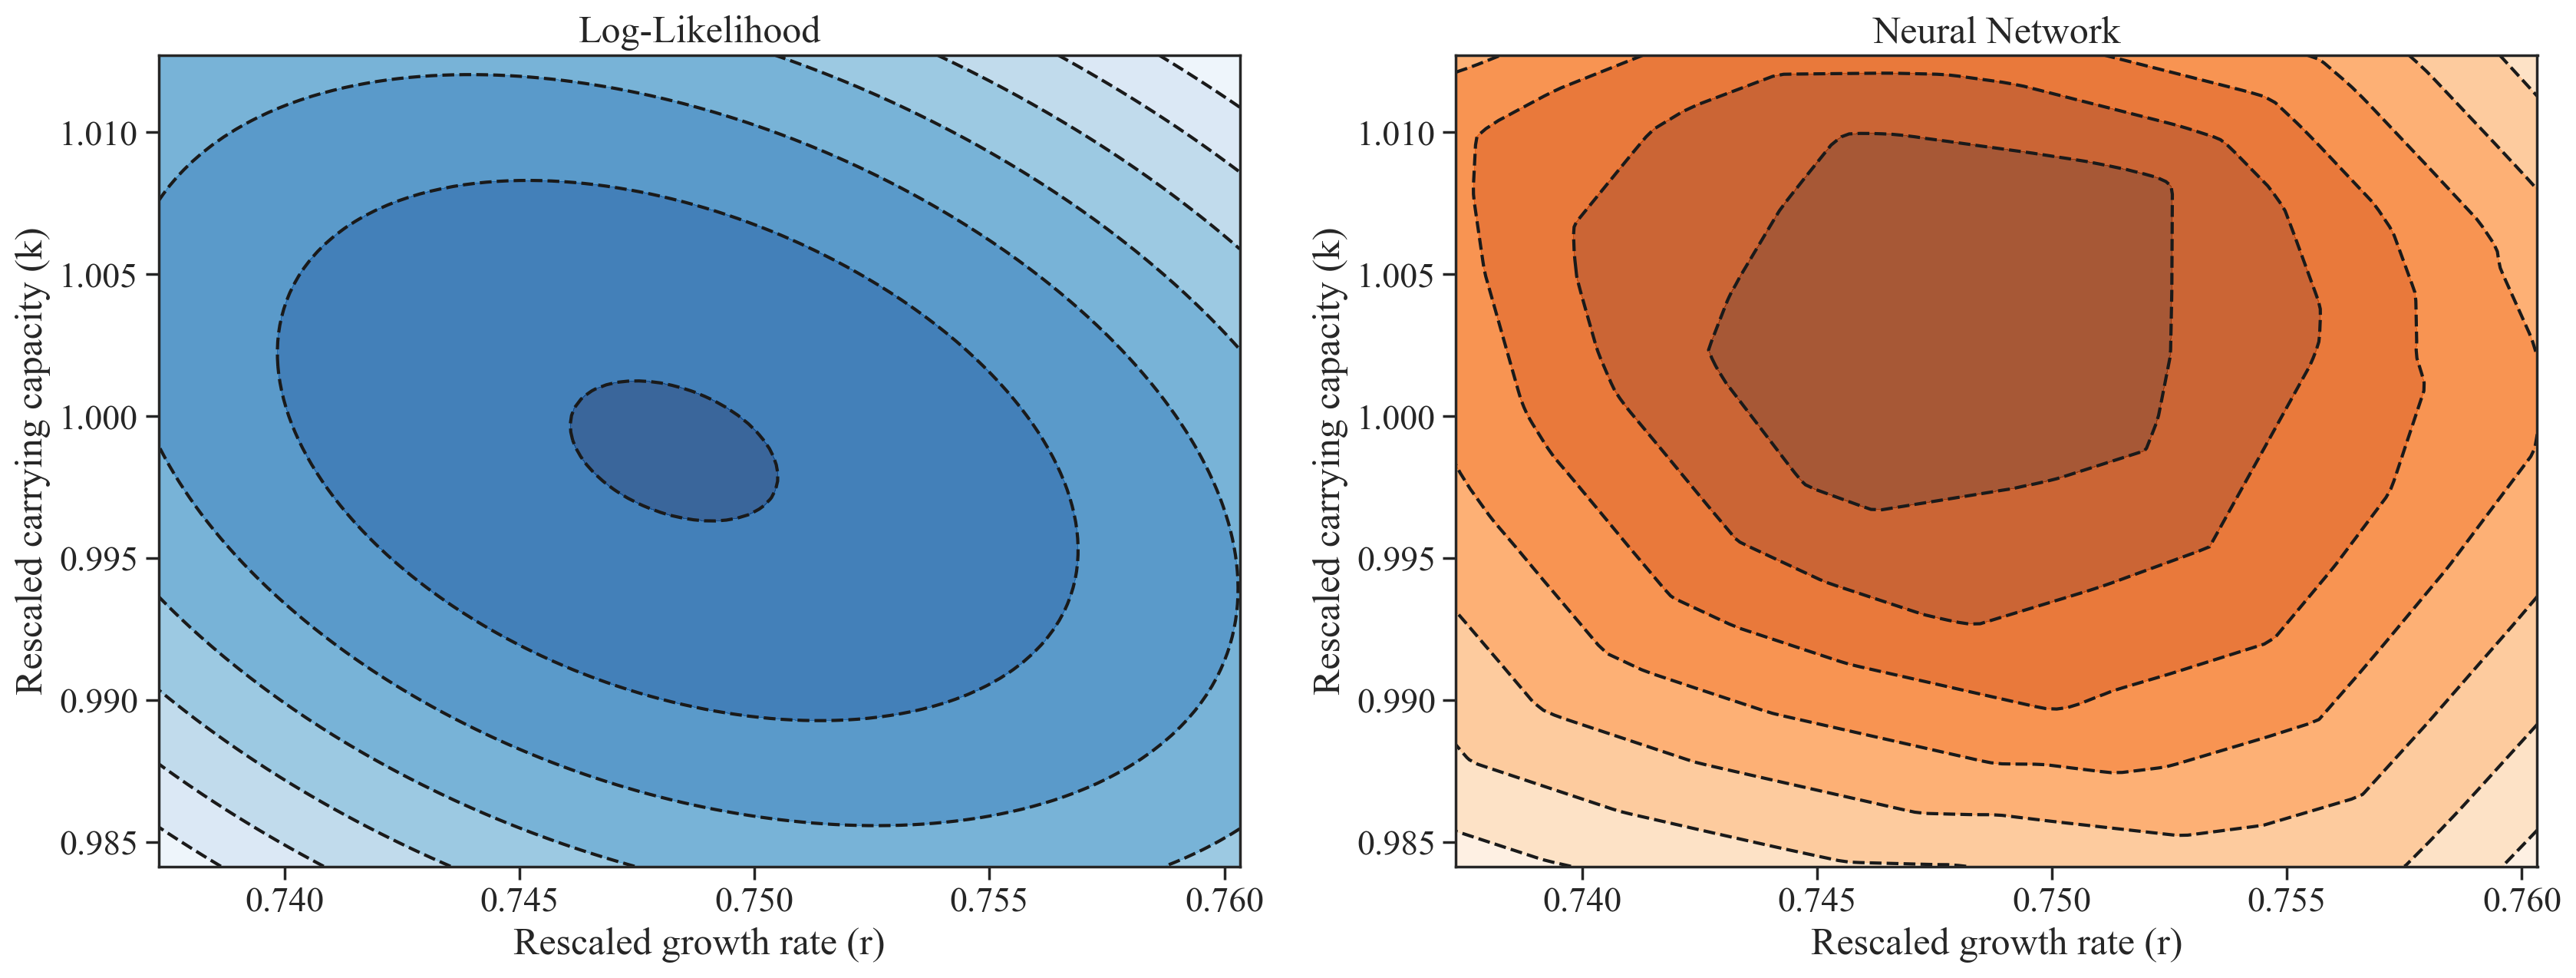 Log-Likelihood
Rescaled carrying capacity (k)
1.010
1.005
1.000
0.995
0.990
0.985
0.740 0.745 0.750 0.755 0.760
Rescaled growth rate (r)
Neural Network
Rescaled carrying capacity (k)
1.010
1.005
1.000
0.995
0.990
0.985
0.740 0.745 0.750 0.755 0.760
Rescaled growth rate (r)